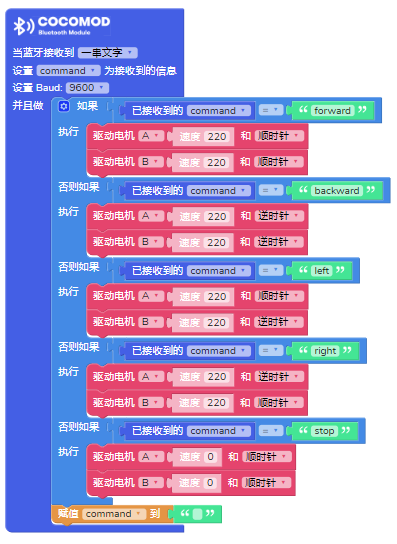 COCOMOD
Bluetooth Module
当蓝牙接收到 一串文字
设置 command 为接收到的信息
设置 Baud: 9600
并且做 如果 已接收到的 command = “ forward ”
执行 驱动电机 A 速度 220 和 顺时针
驱动电机 B 速度 220 和 顺时针
否则如果 已接收到的 command = “ backward ”
执行 驱动电机 A 速度 220 和 逆时针
驱动电机 B 速度 220 和 逆时针
否则如果 已接收到的 command = “ left ”
执行 驱动电机 A 速度 220 和 顺时针
驱动电机 B 速度 220 和 逆时针
否则如果 已接收到的 command = “ right ”
执行 驱动电机 A 速度 220 和 逆时针
驱动电机 B 速度 220 和 顺时针
否则如果 已接收到的 command = “ stop ”
执行 驱动电机 A 速度 0 和 顺时针
驱动电机 B 速度 0 和 顺时针
赋值 command 到 “ ”